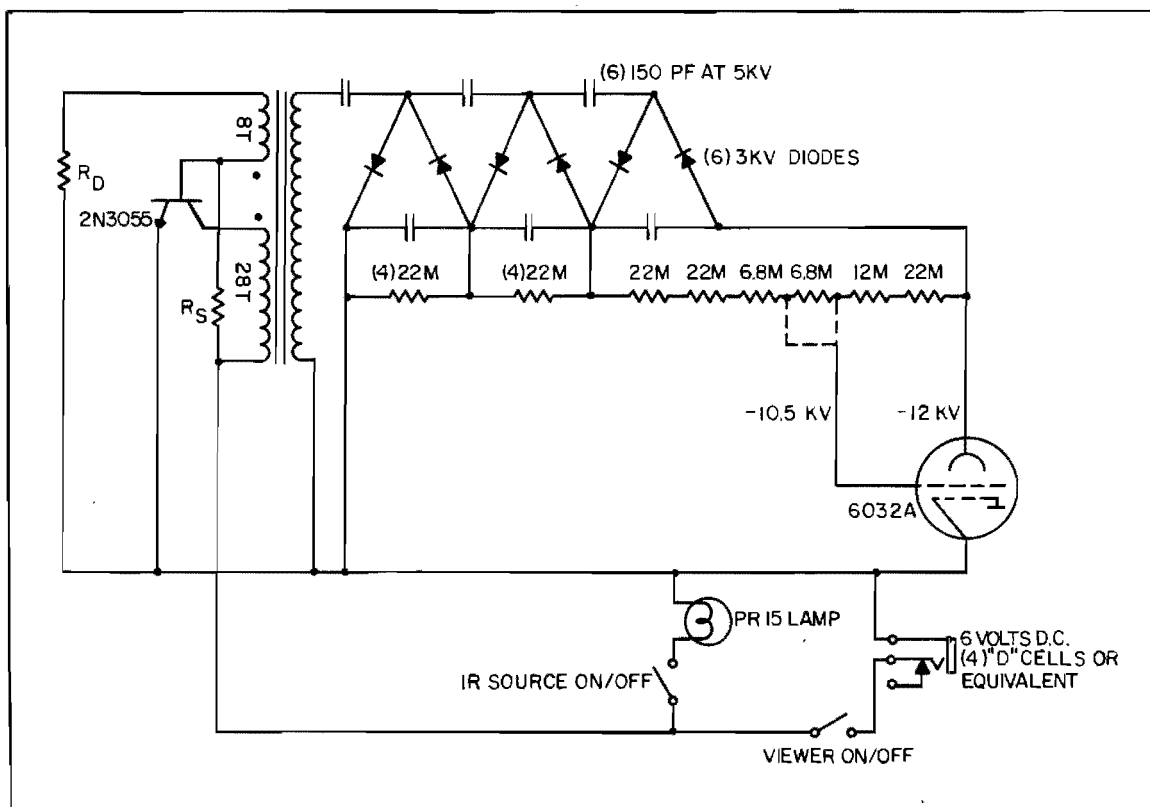 (6) 150 PF AT 5KV
8T
(6) 3KV DIODES
RD
2N3055
28T
RS
(4) 22M
(4) 22M
22M
22M
6.8M
6.8M
12M
22M
-10.5 KV
-12 KV
6032A
PR 15 LAMP
6 VOLTS D.C.
(4) "D" CELLS OR
EQUIVALENT
IR SOURCE ON/OFF
VIEWER ON/OFF